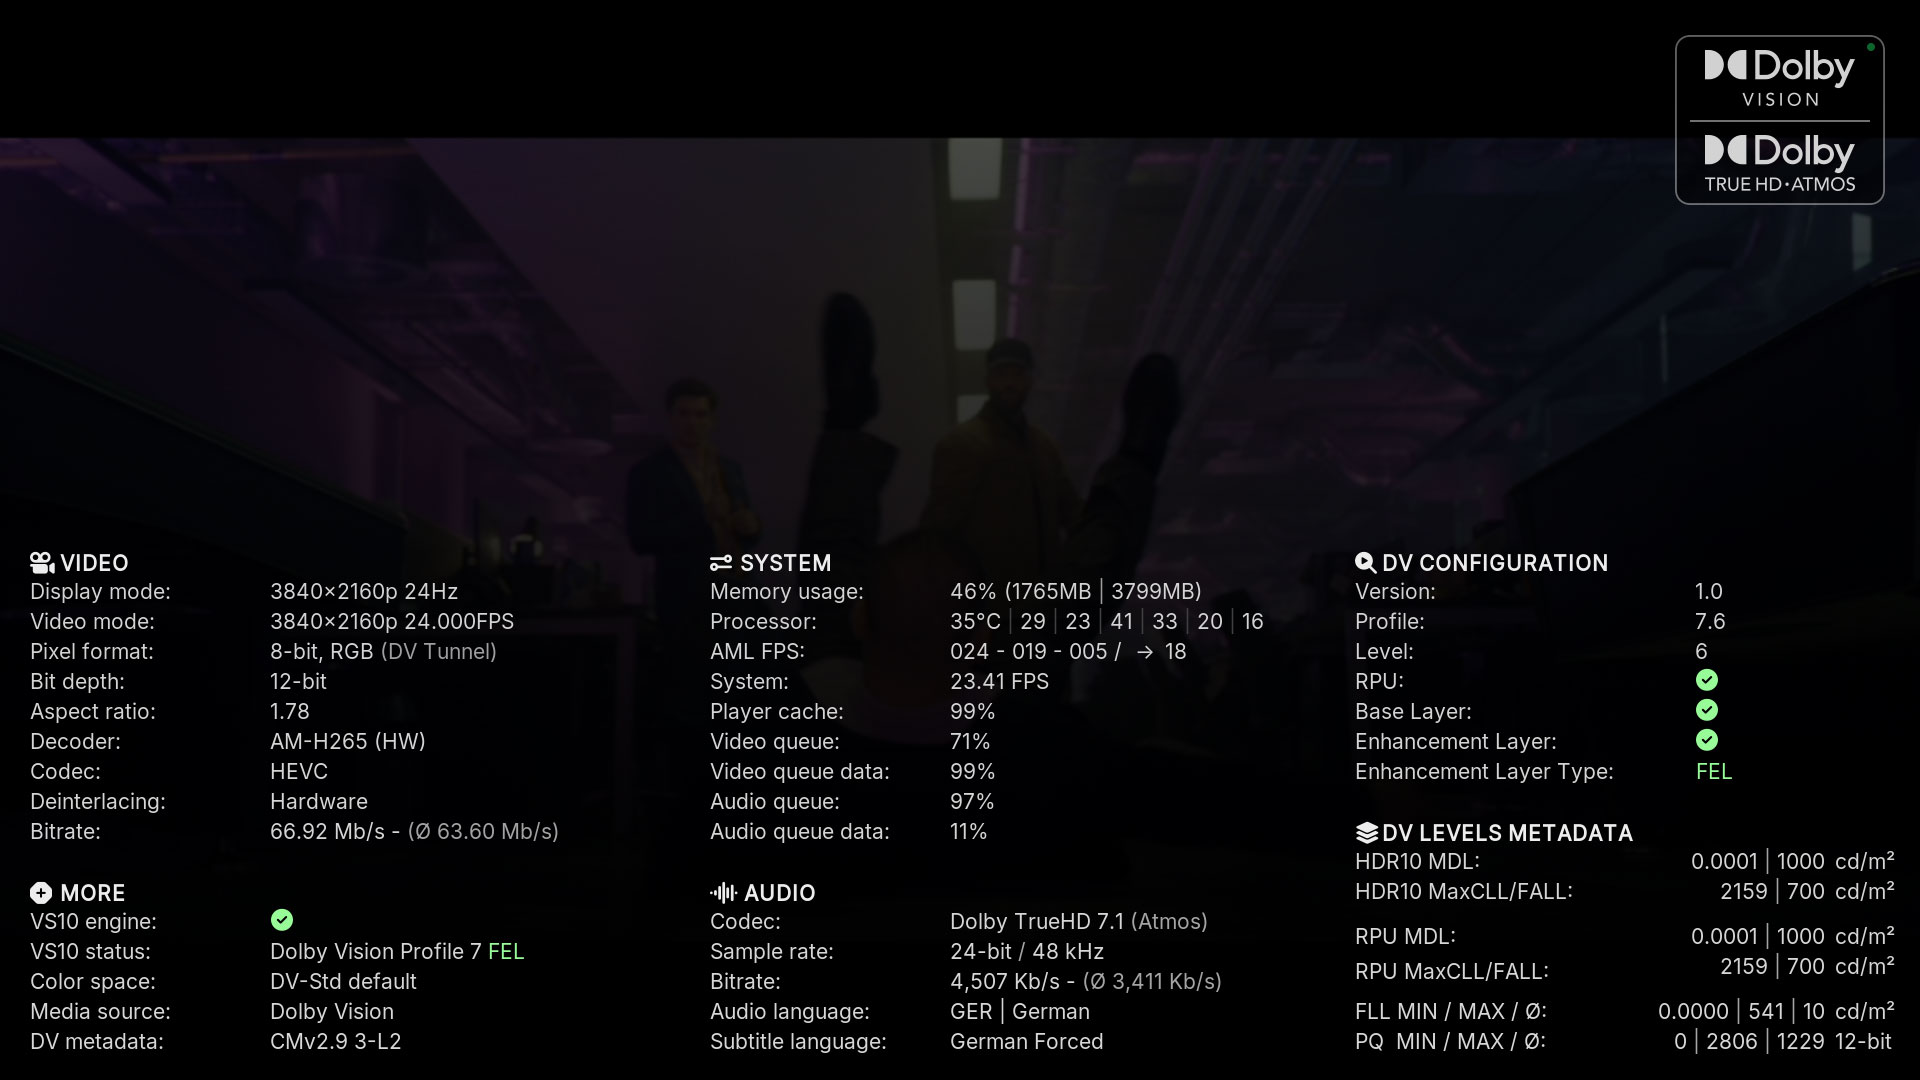 Dolby
VISION
Dolby
TRUE HD·ATMOS
VIDEO
Display mode: 3840×2160p 24Hz
Video mode: 3840×2160p 24.000FPS
Pixel format: 8-bit, RGB (DV Tunnel)
Bit depth: 12-bit
Aspect ratio: 1.78
Decoder: AM-H265 (HW)
Codec: HEVC
Deinterlacing: Hardware
Bitrate: 66.92 Mb/s - (Ø 63.60 Mb/s)
MORE
VS10 engine:
VS10 status: Dolby Vision Profile 7 FEL
Color space: DV-Std default
Media source: Dolby Vision
DV metadata: CMv2.9 3-L2
SYSTEM
Memory usage: 46% (1765MB | 3799MB)
Processor: 35°C | 29 | 23 | 41 | 33 | 20 | 16
AML FPS: 024 - 019 - 005 / → 18
System: 23.41 FPS
Player cache: 99%
Video queue: 71%
Video queue data: 99%
Audio queue: 97%
Audio queue data: 11%
AUDIO
Codec: Dolby TrueHD 7.1 (Atmos)
Sample rate: 24-bit / 48 kHz
Bitrate: 4,507 Kb/s - (Ø 3,411 Kb/s)
Audio language: GER | German
Subtitle language: German Forced
DV CONFIGURATION
Version: 1.0
Profile: 7.6
Level: 6
RPU:
Base Layer:
Enhancement Layer:
Enhancement Layer Type: FEL
DV LEVELS METADATA
HDR10 MDL: 0.0001 | 1000 cd/m²
HDR10 MaxCLL/FALL: 2159 | 700 cd/m²
RPU MDL: 0.0001 | 1000 cd/m²
RPU MaxCLL/FALL: 2159 | 700 cd/m²
FLL MIN / MAX / Ø: 0.0000 | 541 | 10 cd/m²
PQ MIN / MAX / Ø: 0 | 2806 | 1229 12-bit